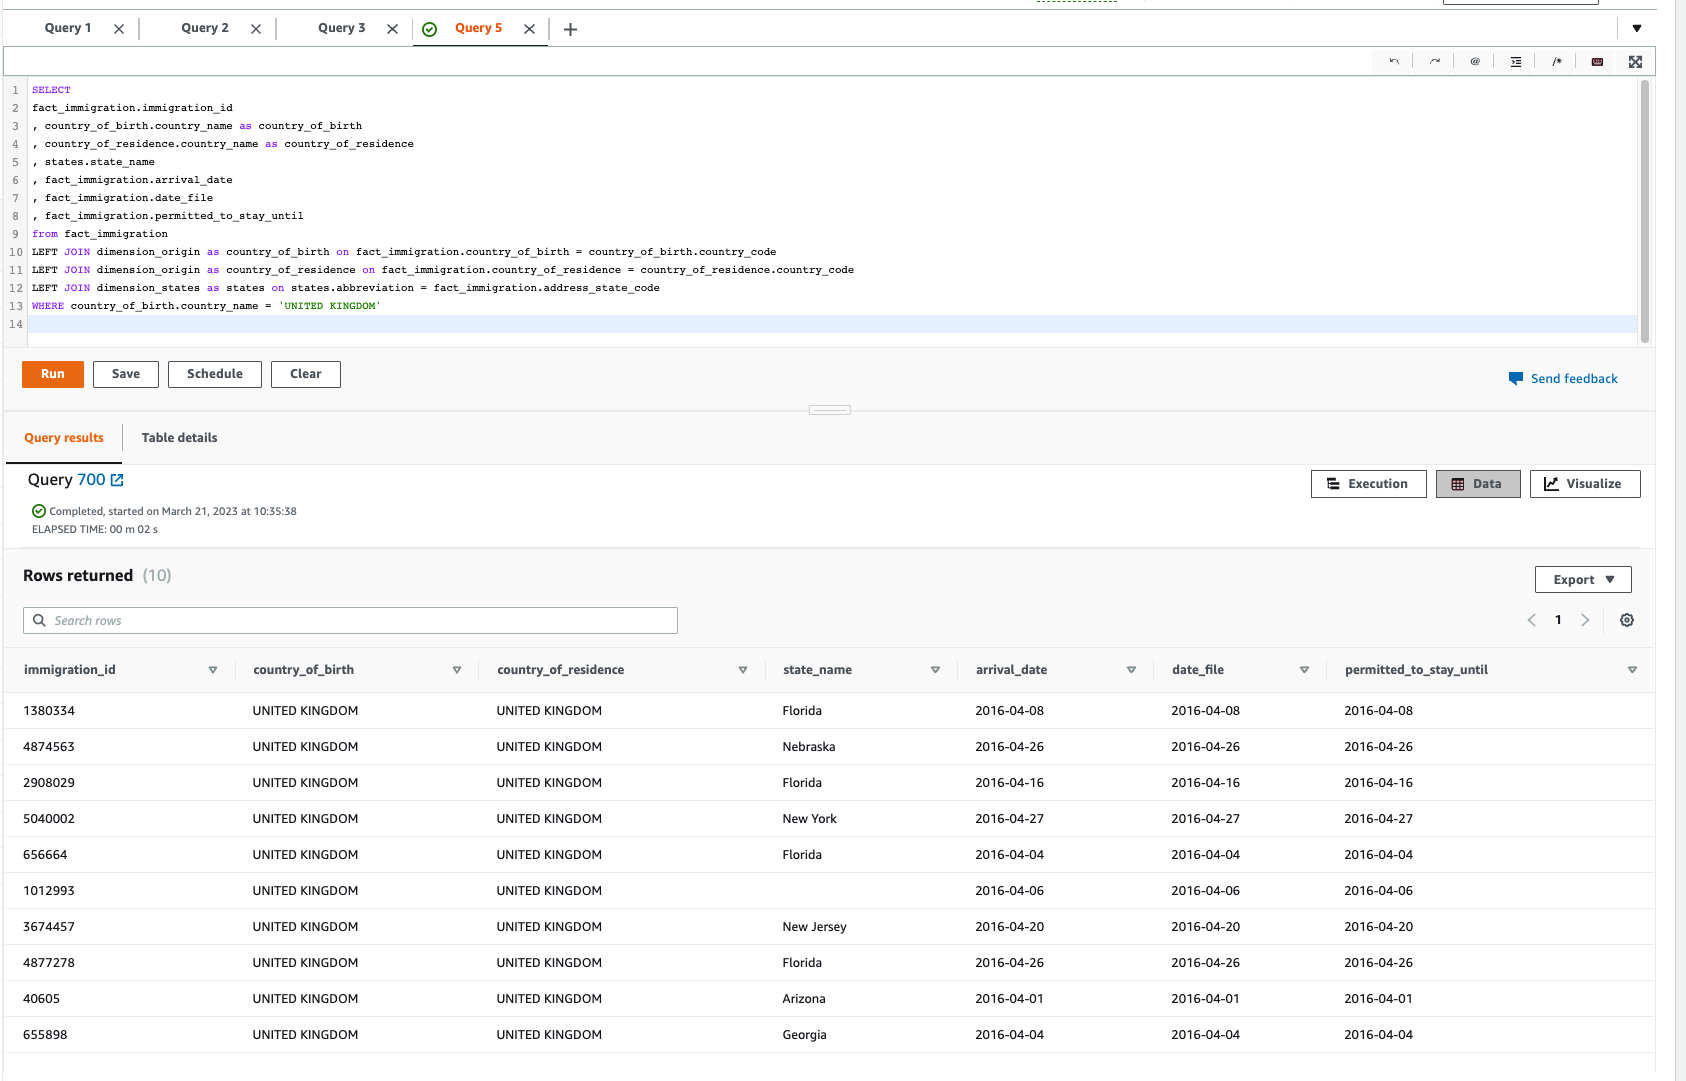 Query 1
Query 2
Query 3
Query 5
@
/*
1 SELECT
2 fact_immigration.immigration_id
3 , country_of_birth.country_name as country_of_birth
4 , country_of_residence.country_name as country_of_residence
5 , states.state_name
6 , fact_immigration.arrival_date
7 , fact_immigration.date_file
8 , fact_immigration.permitted_to_stay_until
9 from fact_immigration
10 LEFT JOIN dimension_origin as country_of_birth on fact_immigration.country_of_birth = country_of_birth.country_code
11 LEFT JOIN dimension_origin as country_of_residence on fact_immigration.country_of_residence = country_of_residence.country_code
12 LEFT JOIN dimension_states as states on states.abbreviation = fact_immigration.address_state_code
13 WHERE country_of_birth.country_name = 'UNITED KINGDOM'
14
Run Save Schedule Clear
Send feedback
Query results Table details
Query 700
Execution Data Visualize
Completed, started on March 21, 2023 at 10:35:38
ELAPSED TIME: 00 m 02 s
Rows returned (10)
Export
Search rows
1
immigration_id country_of_birth country_of_residence state_name arrival_date date_file permitted_to_stay_until
1380334 UNITED KINGDOM UNITED KINGDOM Florida 2016-04-08 2016-04-08 2016-04-08
4874563 UNITED KINGDOM UNITED KINGDOM Nebraska 2016-04-26 2016-04-26 2016-04-26
2908029 UNITED KINGDOM UNITED KINGDOM Florida 2016-04-16 2016-04-16 2016-04-16
5040002 UNITED KINGDOM UNITED KINGDOM New York 2016-04-27 2016-04-27 2016-04-27
656664 UNITED KINGDOM UNITED KINGDOM Florida 2016-04-04 2016-04-04 2016-04-04
1012993 UNITED KINGDOM UNITED KINGDOM 2016-04-06 2016-04-06 2016-04-06
3674457 UNITED KINGDOM UNITED KINGDOM New Jersey 2016-04-20 2016-04-20 2016-04-20
4877278 UNITED KINGDOM UNITED KINGDOM Florida 2016-04-26 2016-04-26 2016-04-26
40605 UNITED KINGDOM UNITED KINGDOM Arizona 2016-04-01 2016-04-01 2016-04-01
655898 UNITED KINGDOM UNITED KINGDOM Georgia 2016-04-04 2016-04-04 2016-04-04